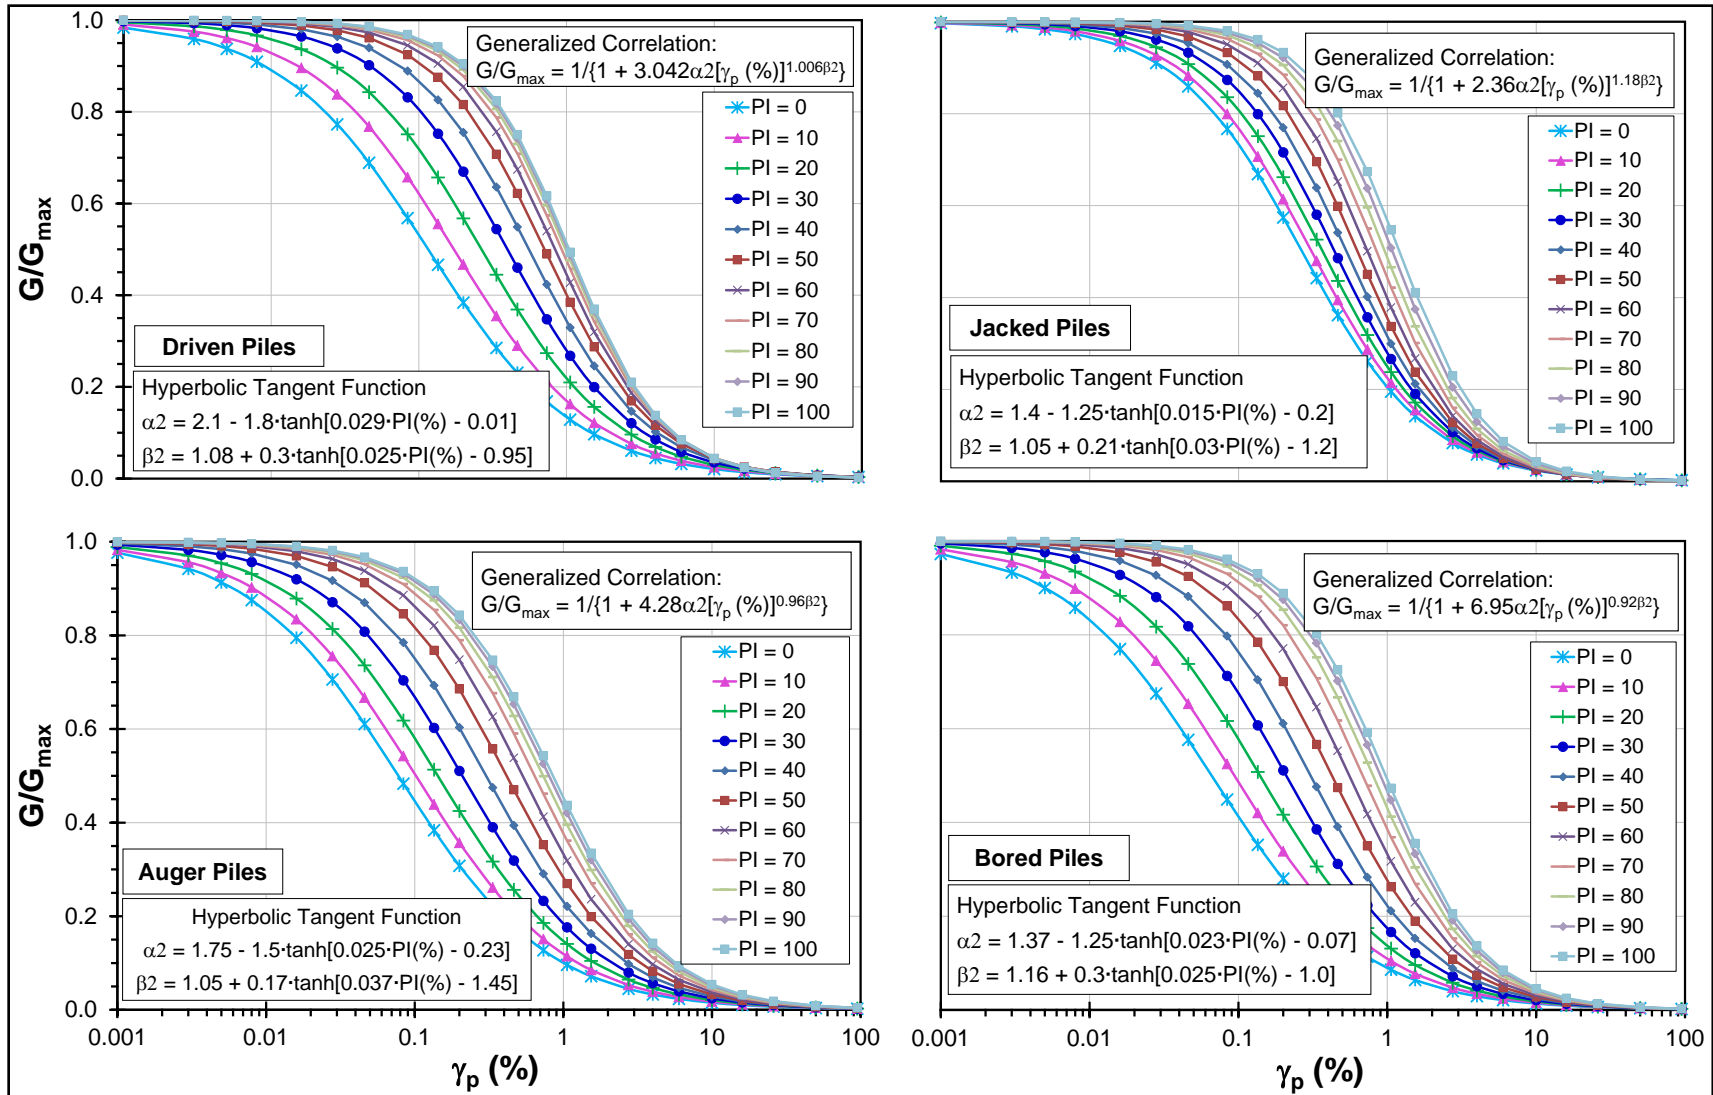 Generalized Correlation:
G/Gmax = 1/{1 + 3.042α2[γp (%)]^1.006β2}
PI = 0
PI = 10
PI = 20
PI = 30
PI = 40
PI = 50
PI = 60
PI = 70
PI = 80
PI = 90
PI = 100
Driven Piles
Hyperbolic Tangent Function
α2 = 2.1 - 1.8·tanh[0.029·PI(%) - 0.01]
β2 = 1.08 + 0.3·tanh[0.025·PI(%) - 0.95]
1.0
0.8
0.6
0.4
0.2
0.0
G/Gmax
Generalized Correlation:
G/Gmax = 1/{1 + 2.36α2[γp (%)]^1.18β2}
PI = 0
PI = 10
PI = 20
PI = 30
PI = 40
PI = 50
PI = 60
PI = 70
PI = 80
PI = 90
PI = 100
Jacked Piles
Hyperbolic Tangent Function
α2 = 1.4 - 1.25·tanh[0.015·PI(%) - 0.2]
β2 = 1.05 + 0.21·tanh[0.03·PI(%) - 1.2]
Generalized Correlation:
G/Gmax = 1/{1 + 4.28α2[γp (%)]^0.96β2}
PI = 0
PI = 10
PI = 20
PI = 30
PI = 40
PI = 50
PI = 60
PI = 70
PI = 80
PI = 90
PI = 100
Auger Piles
Hyperbolic Tangent Function
α2 = 1.75 - 1.5·tanh[0.025·PI(%) - 0.23]
β2 = 1.05 + 0.17·tanh[0.037·PI(%) - 1.45]
1.0
0.8
0.6
0.4
0.2
0.0
G/Gmax
0.001 0.01 0.1 1 10 100
γp (%)
Generalized Correlation:
G/Gmax = 1/{1 + 6.95α2[γp (%)]^0.92β2}
PI = 0
PI = 10
PI = 20
PI = 30
PI = 40
PI = 50
PI = 60
PI = 70
PI = 80
PI = 90
PI = 100
Bored Piles
Hyperbolic Tangent Function
α2 = 1.37 - 1.25·tanh[0.023·PI(%) - 0.07]
β2 = 1.16 + 0.3·tanh[0.025·PI(%) - 1.0]
0.001 0.01 0.1 1 10 100
γp (%)